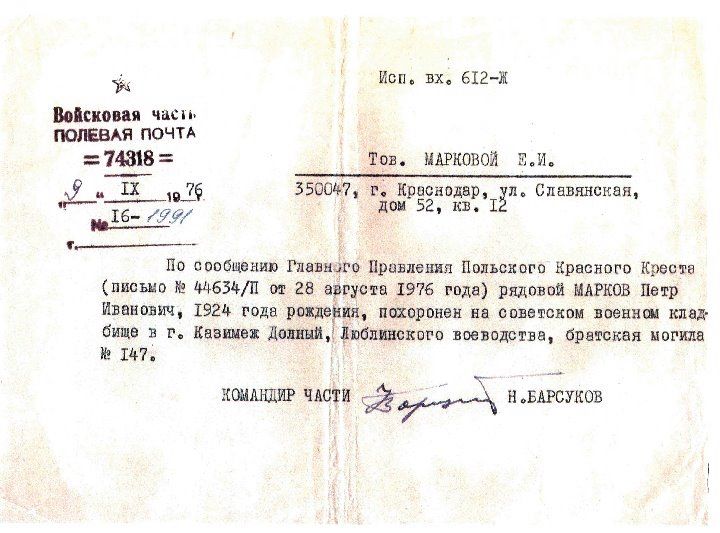 Исп. вх. 612-Ж
Войсковая часть
ПОЛЕВАЯ ПОЧТА
=74318=
"9" IX 1976 г.
№ 16-1991
г.
Тов. МАРКОВОЙ Е.И.
350047, г. Краснодар, ул. Славянская,
дом 52, кв. 12
По сообщению Главного Правления Польского Красного Креста
(письмо № 44634/П от 28 августа 1976 года) рядовой МАРКОВ Петр
Иванович, 1924 года рождения, похоронен на советском военном клад-
бище в г. Казимеж Долный, Люблинского воеводства, братская могила
№ 147.
КОМАНДИР ЧАСТИ Н.БАРСУКОВ